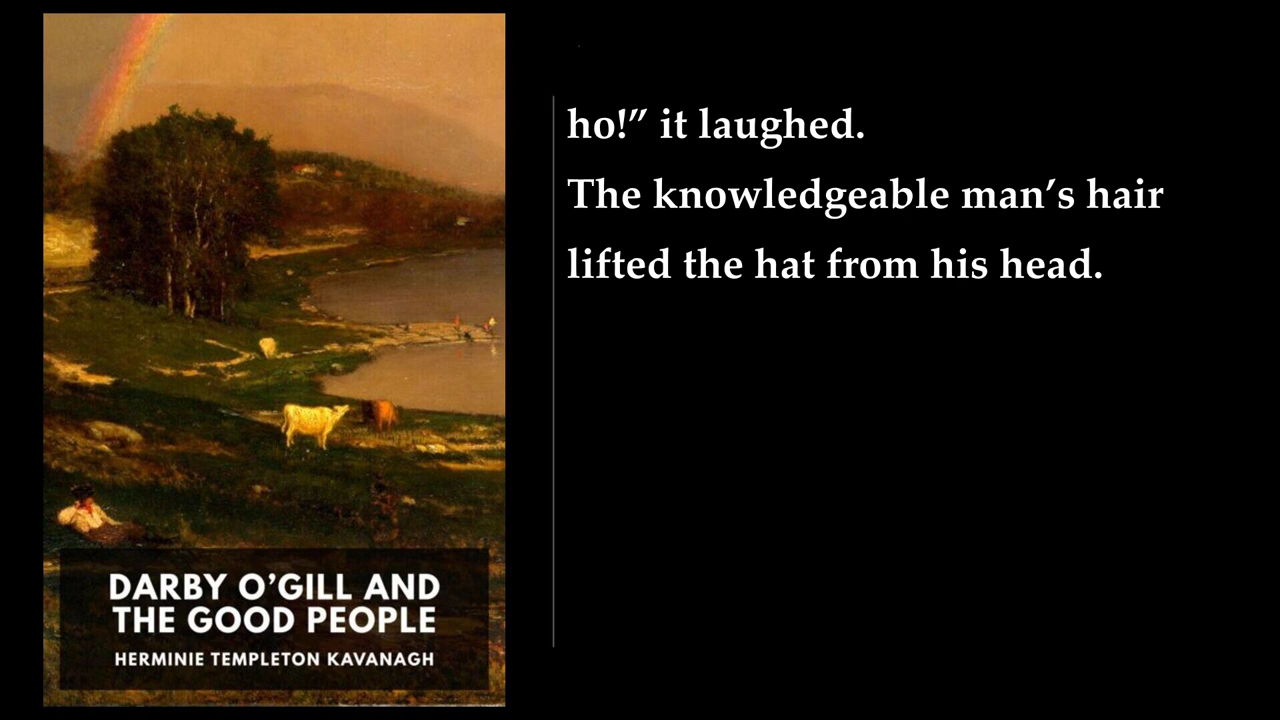 ho!” it laughed.
The knowledgeable man’s hair
lifted the hat from his head.
DARBY O’GILL AND
THE GOOD PEOPLE
HERMINIE TEMPLETON KAVANAGH